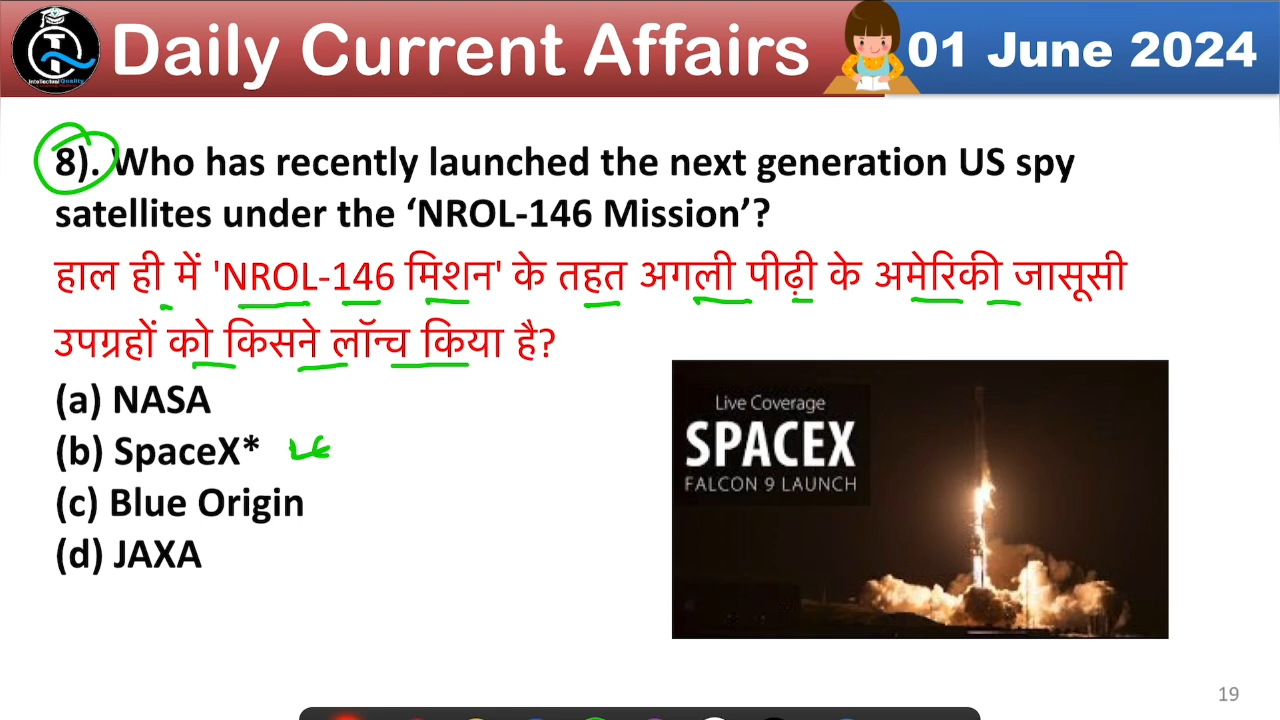 Daily Current Affairs
01 June 2024
8). Who has recently launched the next generation US spy
satellites under the ‘NROL-146 Mission’?
हाल ही में 'NROL-146 मिशन' के तहत अगली पीढ़ी के अमेरिकी जासूसी
उपग्रहों को किसने लॉन्च किया है?
(a) NASA
(b) SpaceX*
(c) Blue Origin
(d) JAXA
Live Coverage
SPACEX
FALCON 9 LAUNCH
19